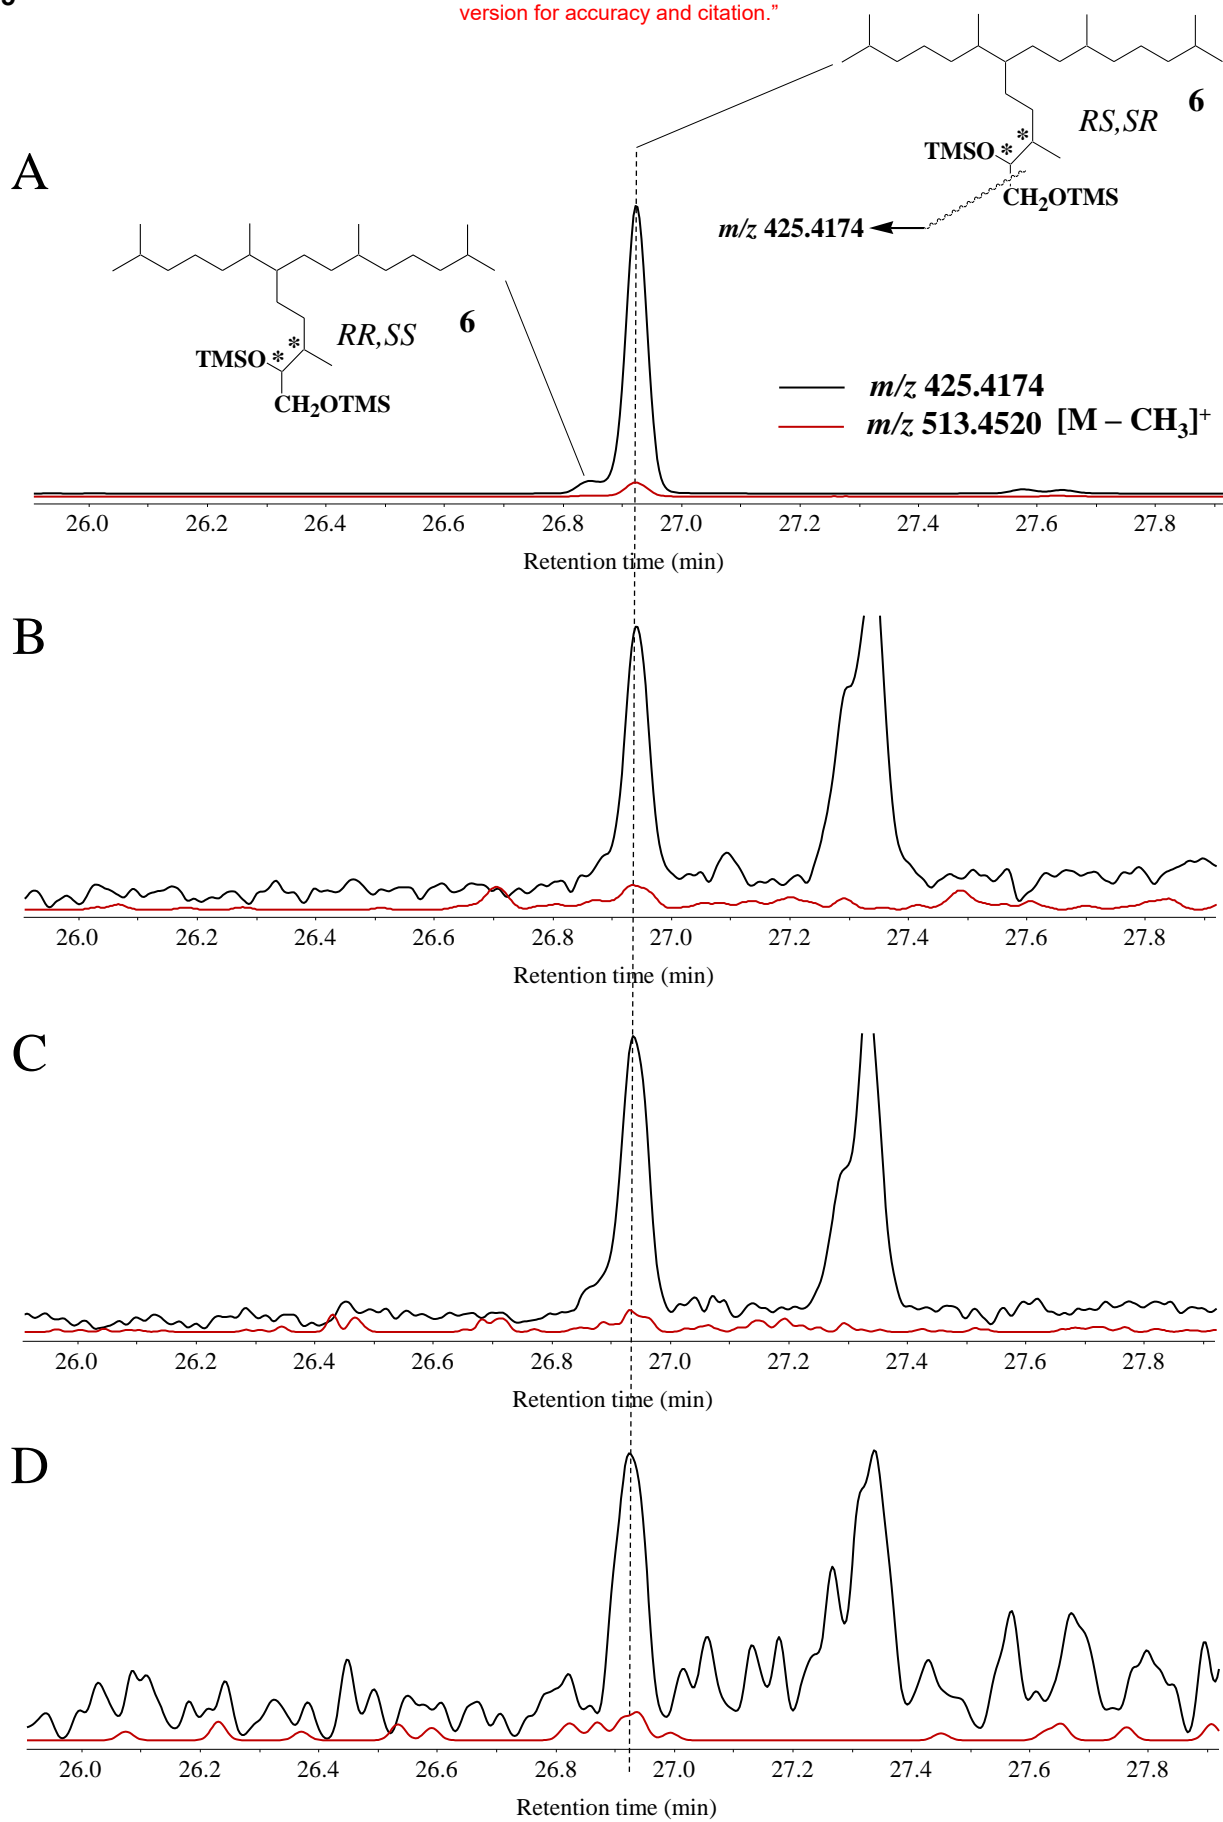 version for accuracy and citation.”
6
RS,SR
TMSO * *
CH2OTMS
m/z 425.4174
A
6
RR,SS
TMSO * *
CH2OTMS
m/z 425.4174
m/z 513.4520 [M – CH3]+
26.0 26.2 26.4 26.6 26.8 27.0 27.2 27.4 27.6 27.8
Retention time (min)
B
26.0 26.2 26.4 26.6 26.8 27.0 27.2 27.4 27.6 27.8
Retention time (min)
C
26.0 26.2 26.4 26.6 26.8 27.0 27.2 27.4 27.6 27.8
Retention time (min)
D
26.0 26.2 26.4 26.6 26.8 27.0 27.2 27.4 27.6 27.8
Retention time (min)